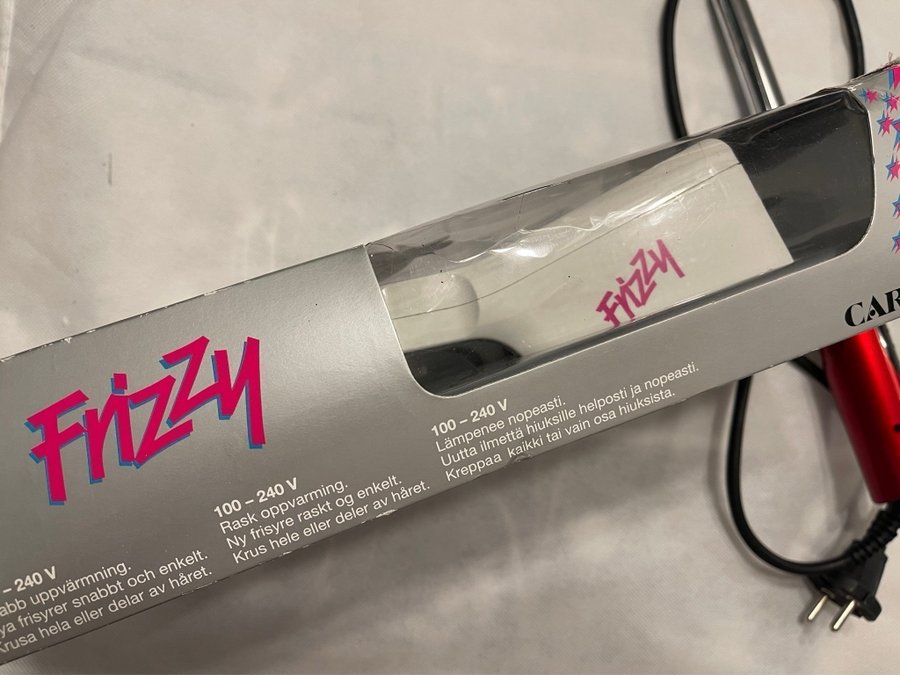 Frizzy
Frizzy
CAR
- 240 V
uppvärmning.
frisyrer snabbt och enkelt.
Krusa hela eller delar av håret.
100 – 240 V
Rask oppvarming.
Ny frisyre raskt og enkelt.
Krus hele eller deler av håret.
100 – 240 V
Lämpenee nopeasti.
Uutta ilmettä hiuksille helposti ja nopeasti.
Kreppaa kaikki tai vain osa hiuksista.